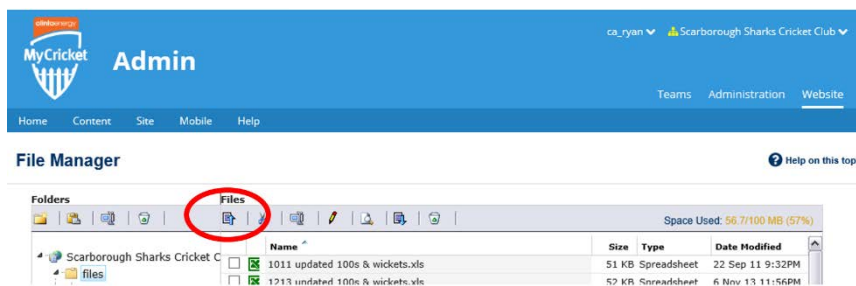 clinicenergy
MyCricket
Admin
ca_ryan
Scarborough Sharks Cricket Club
Teams Administration Website
Home Content Site Mobile Help
File Manager
Help on this top
Folders
Files
Space Used: 56.7/100 MB (57%)
Name Size Type Date Modified
Scarborough Sharks Cricket C
files
1011 updated 100s & wickets.xls 51 KB Spreadsheet 22 Sep 11 9:32PM
1213 updated 100s & wickets.xls 52 KB Spreadsheet 6 Nov 13 11:56PM